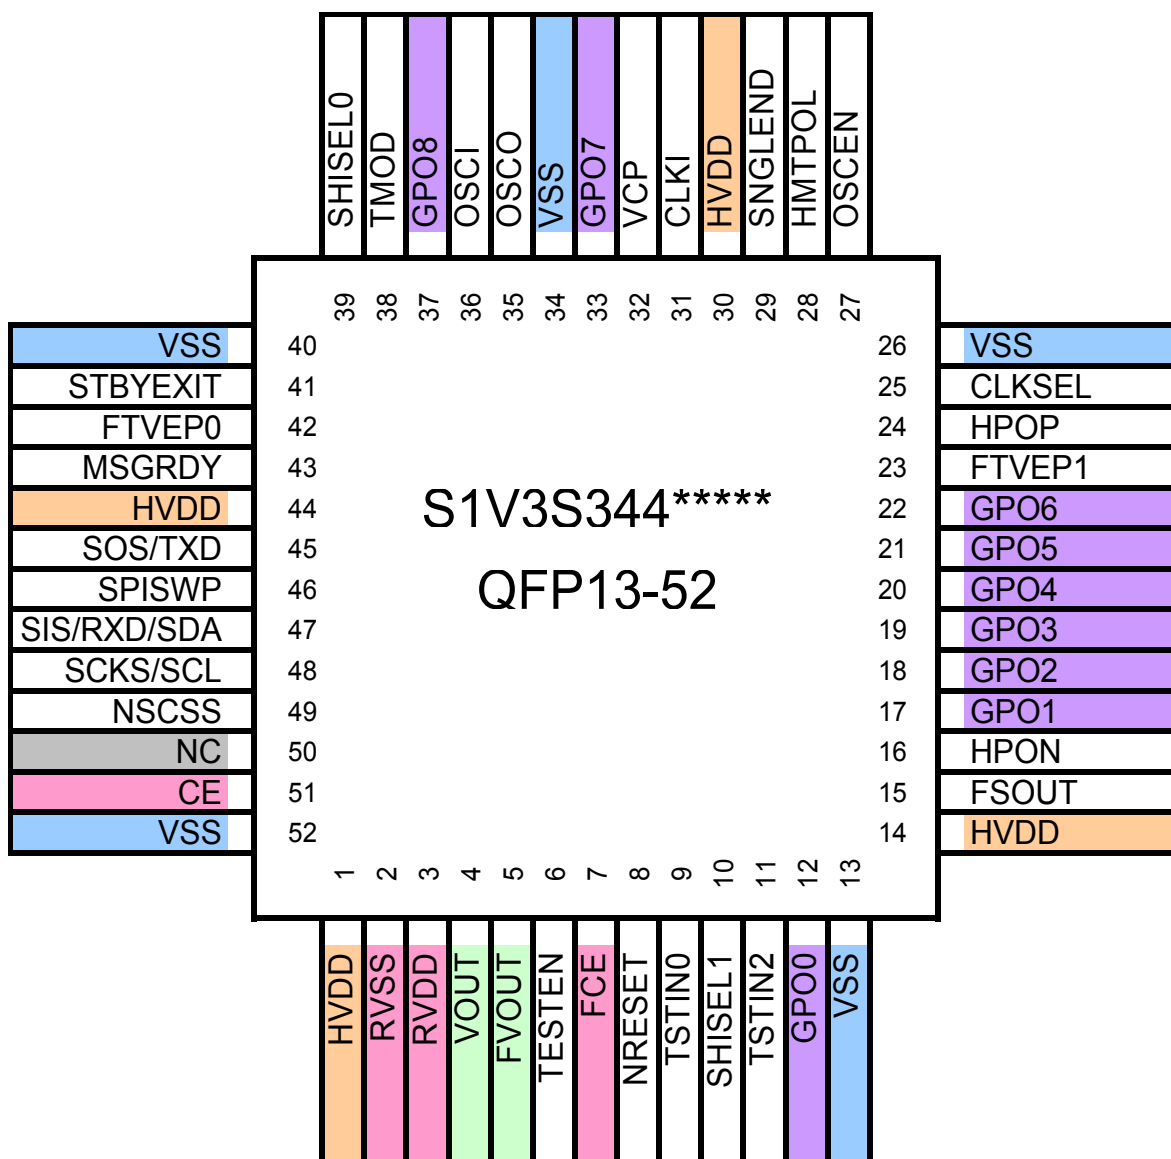 SHISEL0
TMOD
GPO8
OSCI
OSCO
VSS
GPO7
VCP
CLKI
HVDD
SNGLEND
HMTPOL
OSCEN
39 38 37 36 35 34 33 32 31 30 29 28 27
VSS 40 26 VSS
STBYEXIT 41 25 CLKSEL
FTVEP0 42 24 HPOP
MSGRDY 43 23 FTVEP1
HVDD 44 22 GPO6
SOS/TXD 45 21 GPO5
SPISWP 46 20 GPO4
SIS/RXD/SDA 47 19 GPO3
SCKS/SCL 48 18 GPO2
NSCSS 49 17 GPO1
NC 50 16 HPON
CE 51 15 FSOUT
VSS 52 14 HVDD
S1V3S344*****
QFP13-52
1 2 3 4 5 6 7 8 9 10 11 12 13
HVDD
RVSS
RVDD
VOUT
FVOUT
TESTEN
FCE
NRESET
TSTIN0
SHISEL1
TSTIN2
GPO0
VSS